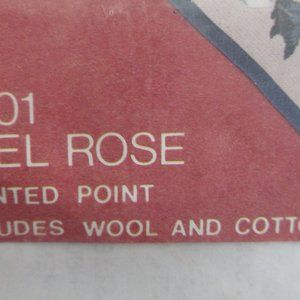 01
EL ROSE
NTED POINT
UDES WOOL AND COTTO